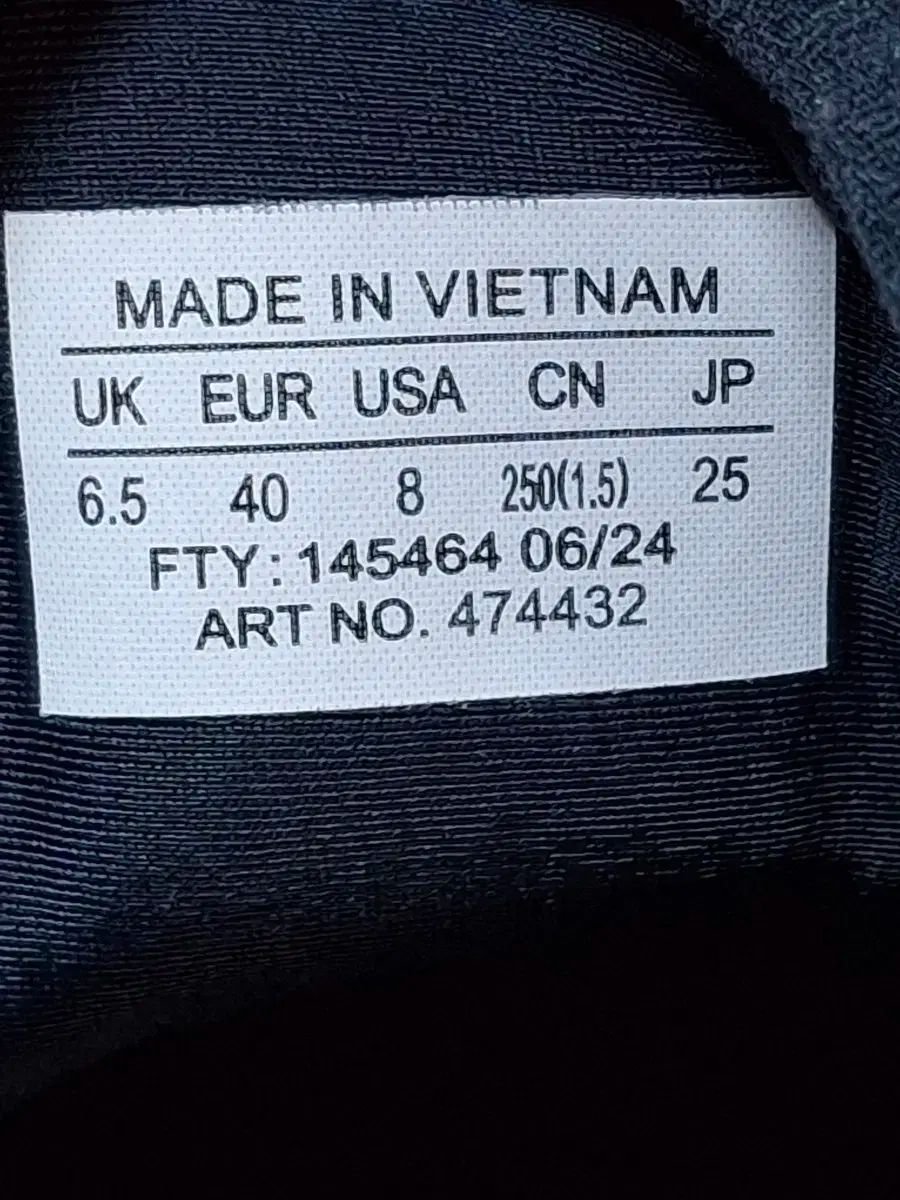 MADE IN VIETNAM
UK EUR USA CN JP
6.5 40 8 250(1.5) 25
FTY: 145464 06/24
ART NO. 474432